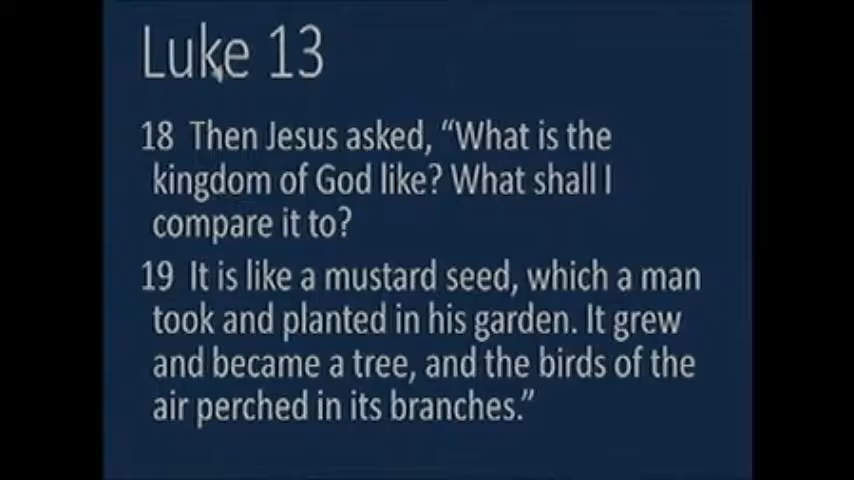 Luke 13
18 Then Jesus asked, “What is the
kingdom of God like? What shall I
compare it to?
19 It is like a mustard seed, which a man
took and planted in his garden. It grew
and became a tree, and the birds of the
air perched in its branches.”